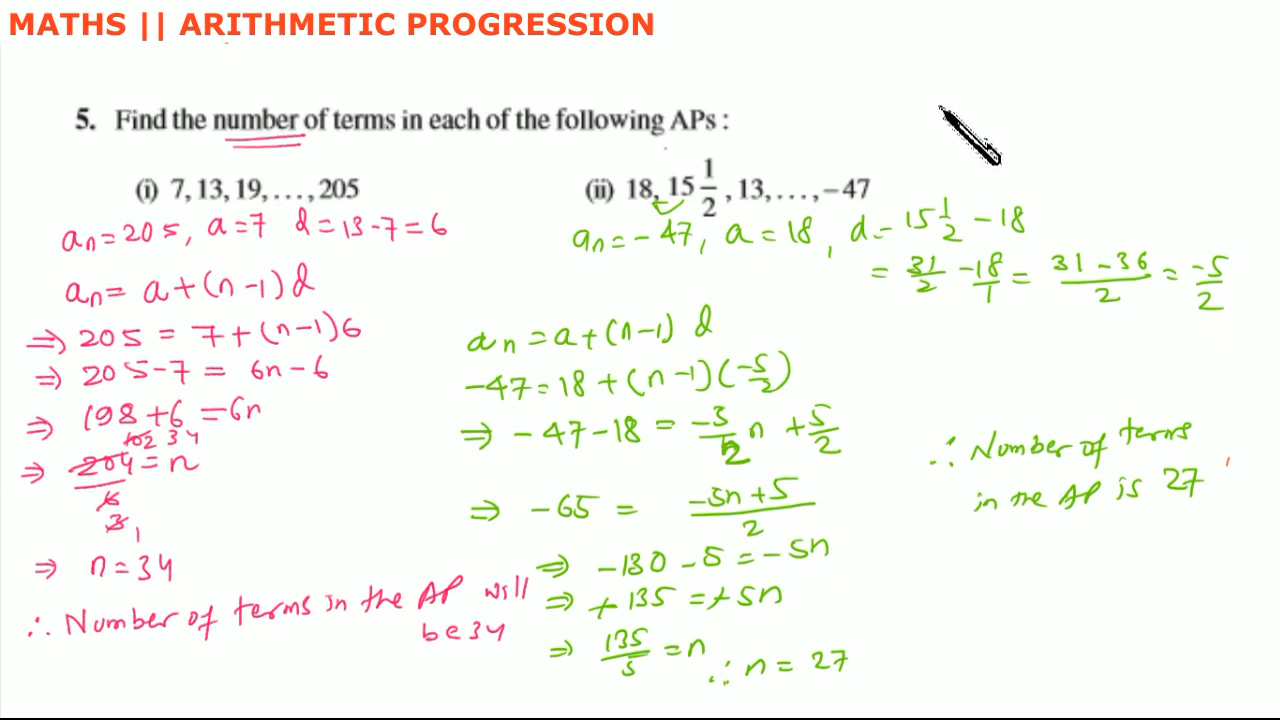 MATHS || ARITHMETIC PROGRESSION
5. Find the number of terms in each of the following APs :
(i) 7, 13, 19, . . ., 205
aₙ = 205, a = 7 d = 13 - 7 = 6
aₙ = a + (n-1) d
⇒ 205 = 7 + (n-1) 6
⇒ 205 - 7 = 6n - 6
⇒ 198 + 6 = 6n
102 34
⇒ 204/6 = n
3 1
⇒ n = 34
∴ Number of terms in the AP will
be 34
(ii) 18, 15 1/2, 13, . . ., -47
aₙ = -47, a = 18, d = 15 1/2 - 18
= 31/2 - 18/1 = 31-36/2 = -5/2
aₙ = a + (n-1) d
-47 = 18 + (n-1)(-5/2)
⇒ -47-18 = -5/2 n + 5/2
⇒ -65 = -5n+5/2
⇒ -130 - 5 = -5n
⇒ +135 = +5n
⇒ 135/5 = n
∴ n = 27
∴ Number of terms
in the AP is 27